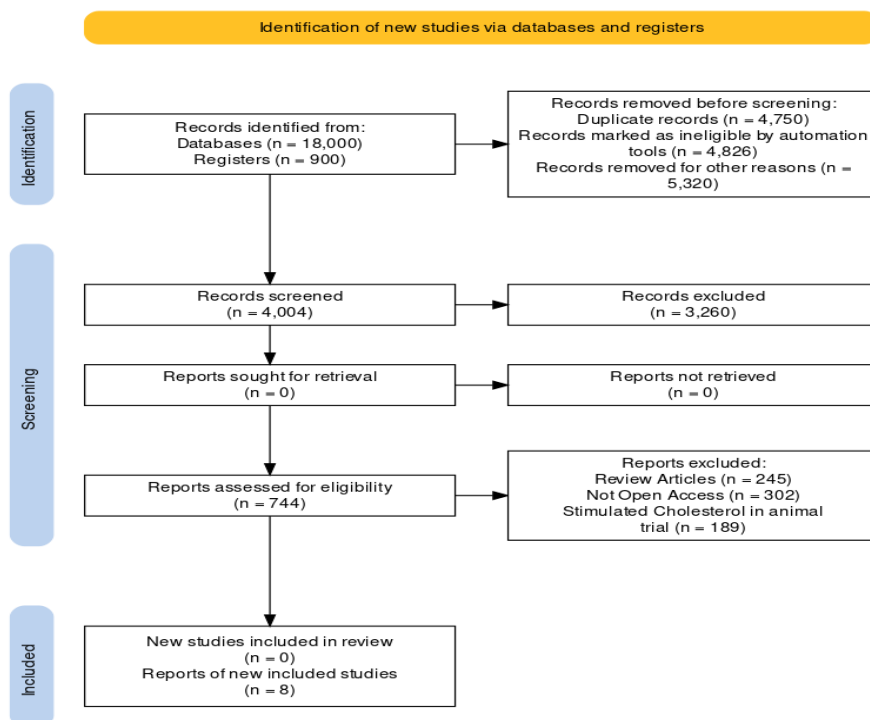 Identification of new studies via databases and registers
Identification
Records identified from:
Databases (n = 18,000)
Registers (n = 900)
Records removed before screening:
Duplicate records (n = 4,750)
Records marked as ineligible by automation
tools (n = 4,826)
Records removed for other reasons (n =
5,320)
Screening
Records screened
(n = 4,004)
Records excluded
(n = 3,260)
Reports sought for retrieval
(n = 0)
Reports not retrieved
(n = 0)
Reports assessed for eligibility
(n = 744)
Reports excluded:
Review Articles (n = 245)
Not Open Access (n = 302)
Stimulated Cholesterol in animal
trial (n = 189)
Included
New studies included in review
(n = 0)
Reports of new included studies
(n = 8)